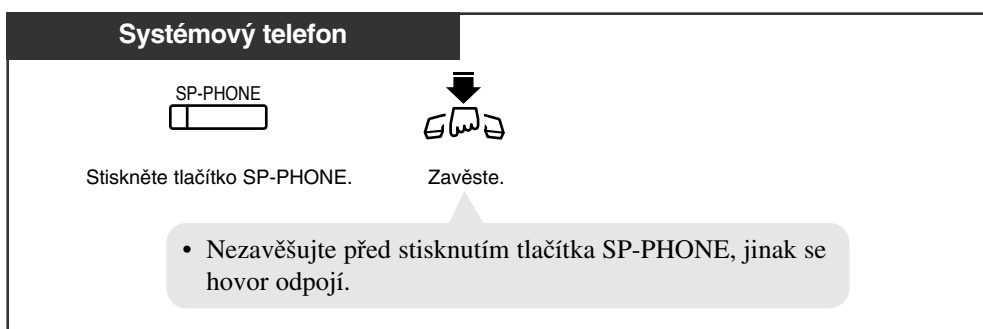 Systémový telefon
SP-PHONE
Stiskněte tlačítko SP-PHONE.
Zavěste.
• Nezavěšujte před stisknutím tlačítka SP-PHONE, jinak se
hovor odpojí.